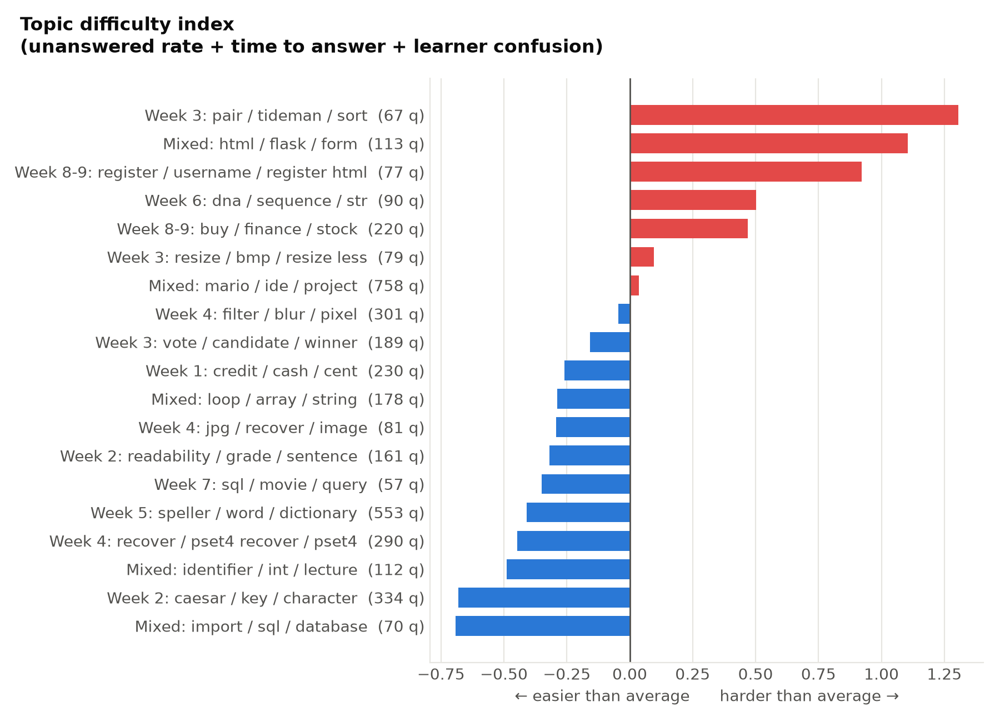 Topic difficulty index
(unanswered rate + time to answer + learner confusion)
Week 3: pair / tideman / sort (67 q)
Mixed: html / flask / form (113 q)
Week 8-9: register / username / register html (77 q)
Week 6: dna / sequence / str (90 q)
Week 8-9: buy / finance / stock (220 q)
Week 3: resize / bmp / resize less (79 q)
Mixed: mario / ide / project (758 q)
Week 4: filter / blur / pixel (301 q)
Week 3: vote / candidate / winner (189 q)
Week 1: credit / cash / cent (230 q)
Mixed: loop / array / string (178 q)
Week 4: jpg / recover / image (81 q)
Week 2: readability / grade / sentence (161 q)
Week 7: sql / movie / query (57 q)
Week 5: speller / word / dictionary (553 q)
Week 4: recover / pset4 recover / pset4 (290 q)
Mixed: identifier / int / lecture (112 q)
Week 2: caesar / key / character (334 q)
Mixed: import / sql / database (70 q)
−0.75 −0.50 −0.25 0.00 0.25 0.50 0.75 1.00 1.25
← easier than average harder than average →